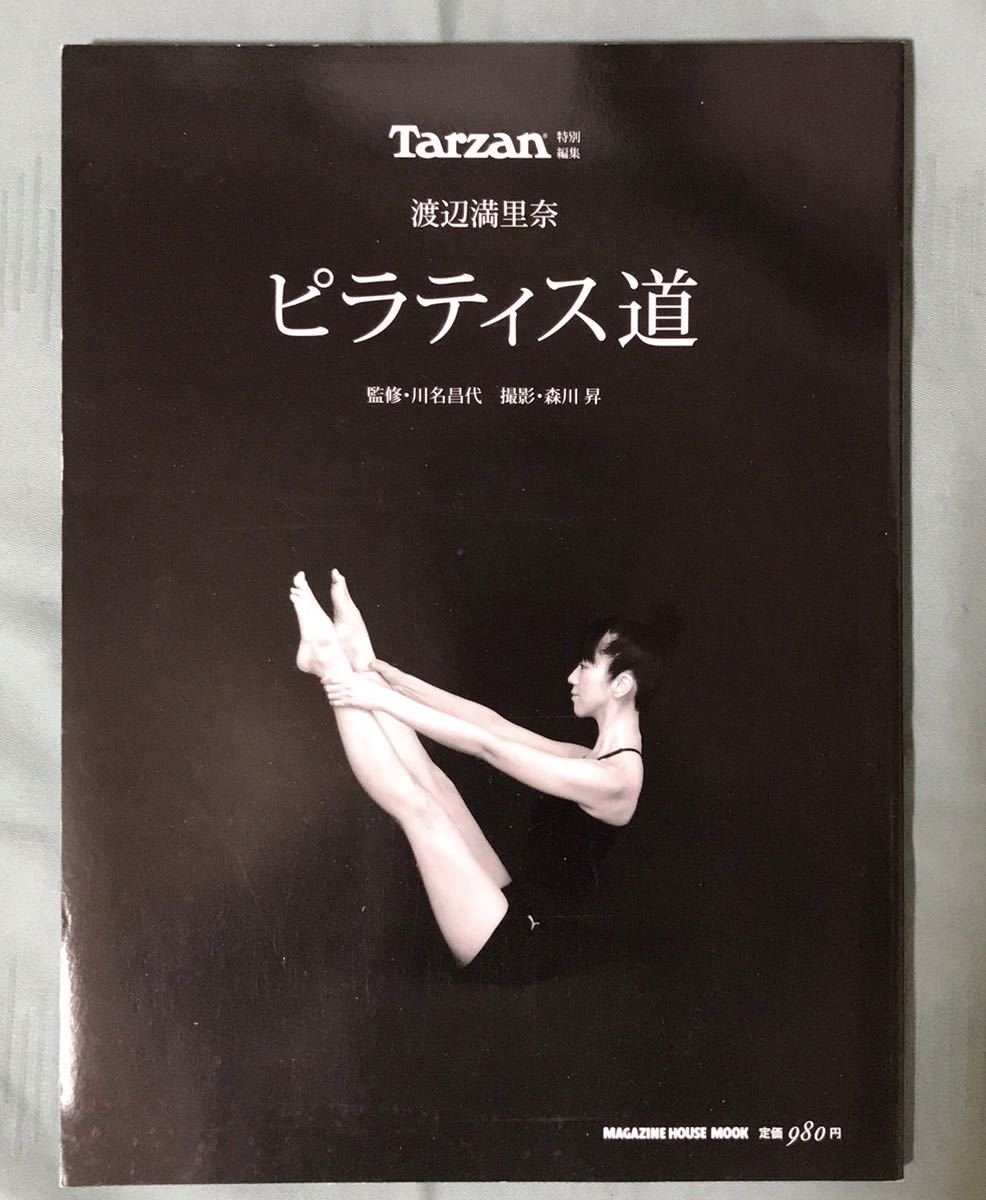 Tarzan® 特別編集
渡辺満里奈
ピラティス道
監修・川名昌代 撮影・森川 昇
MAGAZINE HOUSE MOOK 定価980円